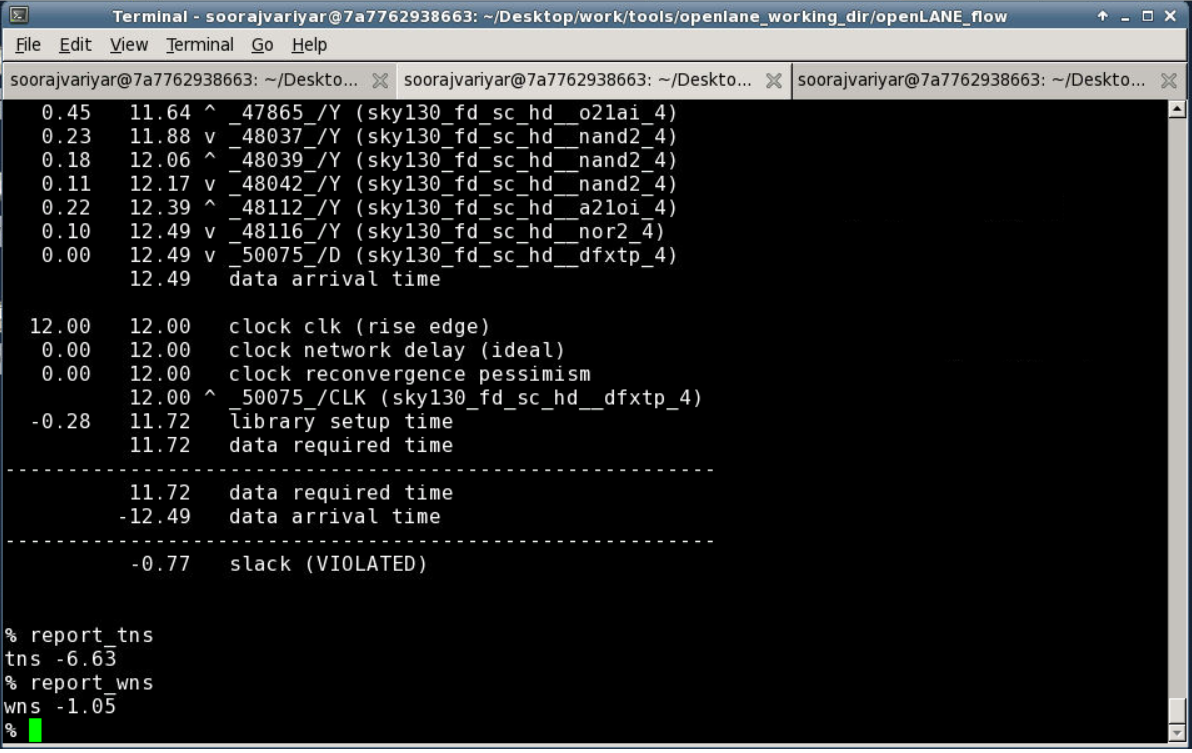 Terminal - soorajvariyar@7a7762938663: ~/Desktop/work/tools/openlane_working_dir/openLANE_flow
File Edit View Terminal Go Help
soorajvariyar@7a7762938663: ~/Deskto... soorajvariyar@7a7762938663: ~/Deskto... soorajvariyar@7a7762938663: ~/Deskto...
0.45 11.64 ^ _47865_/Y (sky130_fd_sc_hd__o21ai_4)
0.23 11.88 v _48037_/Y (sky130_fd_sc_hd__nand2_4)
0.18 12.06 ^ _48039_/Y (sky130_fd_sc_hd__nand2_4)
0.11 12.17 v _48042_/Y (sky130_fd_sc_hd__nand2_4)
0.22 12.39 ^ _48112_/Y (sky130_fd_sc_hd__a21oi_4)
0.10 12.49 v _48116_/Y (sky130_fd_sc_hd__nor2_4)
0.00 12.49 v _50075_/D (sky130_fd_sc_hd__dfxtp_4)
12.49 data arrival time
12.00 12.00 clock clk (rise edge)
0.00 12.00 clock network delay (ideal)
0.00 12.00 clock reconvergence pessimism
12.00 ^ _50075_/CLK (sky130_fd_sc_hd__dfxtp_4)
-0.28 11.72 library setup time
11.72 data required time
---------------------------------------------------------
11.72 data required time
-12.49 data arrival time
---------------------------------------------------------
-0.77 slack (VIOLATED)
% report_tns
tns -6.63
% report_wns
wns -1.05
%